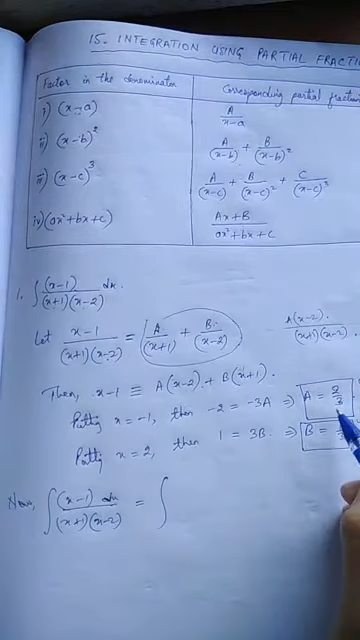 15. INTEGRATION USING PARTIAL
Factor in the denominator Corresponding partial
i) (x-a) A/(x-a)
ii) (x-b)² A/(x-b) + B/(x-b)²
iii) (x-c)³ A/(x-c) + B/(x-c)² + C/(x-c)³
iv) (ax²+bx+c) (Ax+B)/(ax²+bx+c)
1. ∫ (x-1)/((x+1)(x-2)) dx.
Let (x-1)/((x+1)(x-2)) = A/(x+1) + B/(x-2) A(x-2)/((x+1)(x-2))
Then, x-1 ≡ A(x-2) + B(x+1).
Putting x = -1, then -2 = -3A ⇒ A = 2/3
Putting x = 2, then 1 = 3B ⇒ B =
Now, ∫ (x-1) dx/((x+1)(x-2)) = ∫